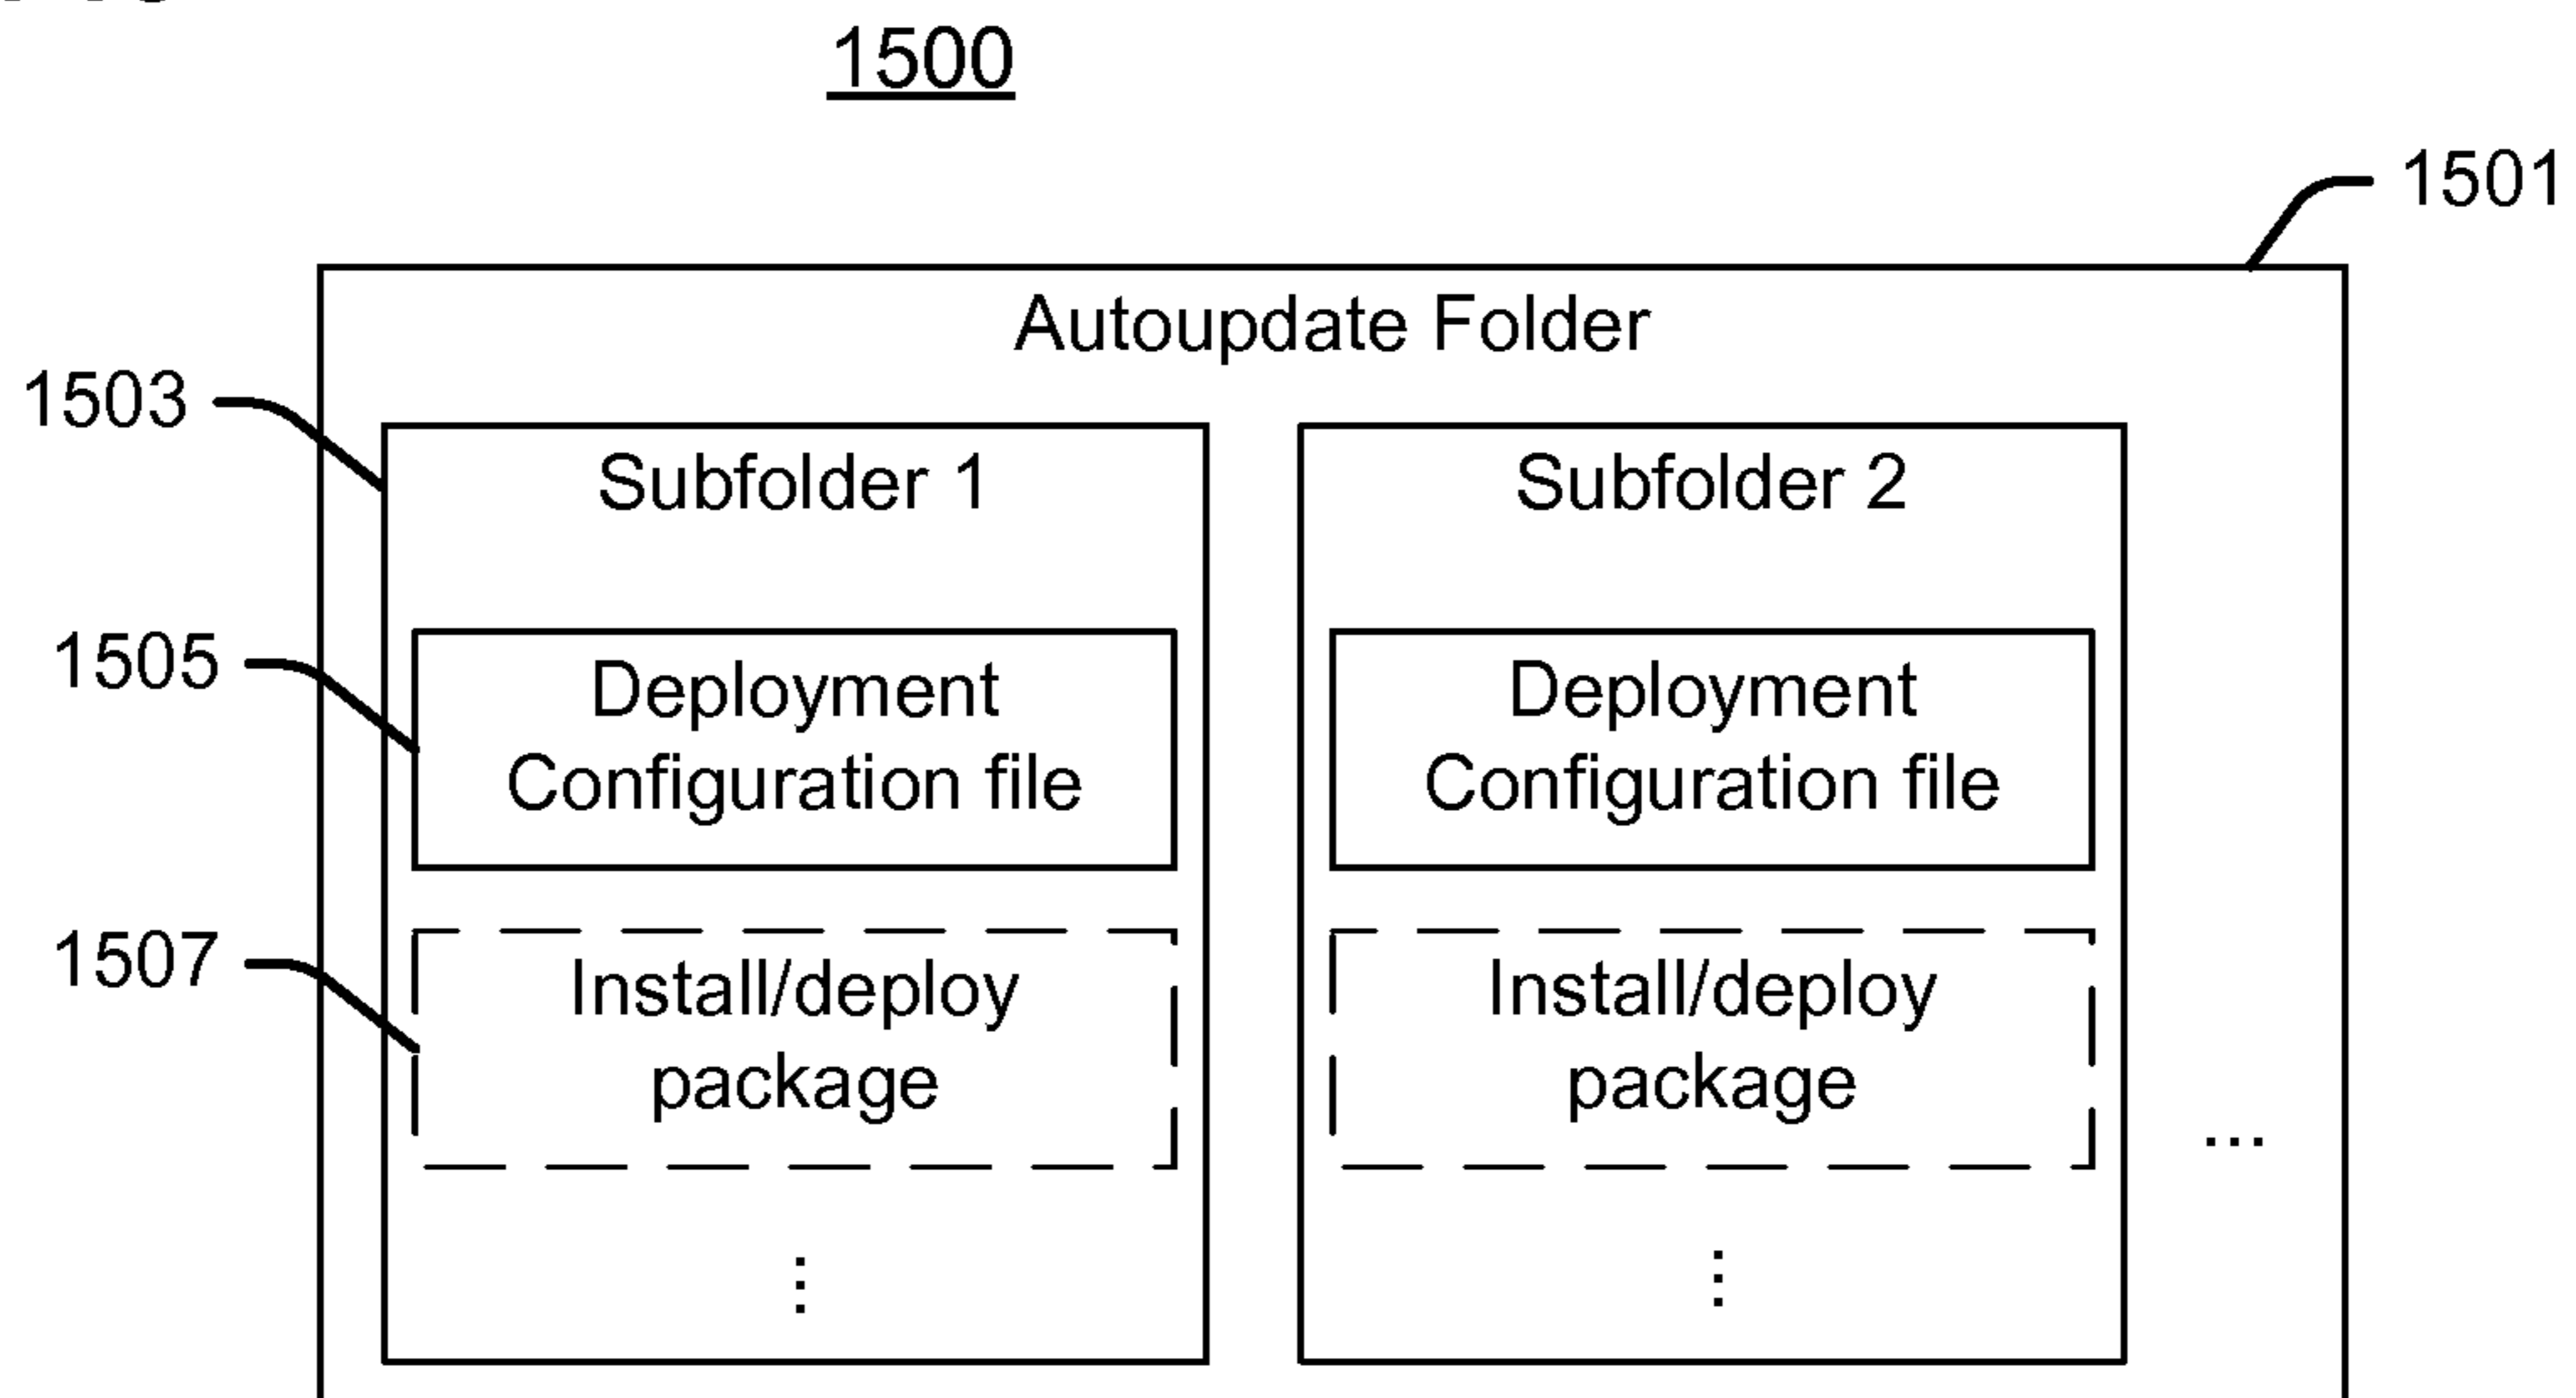 1500
1501
Autoupdate Folder
1503
Subfolder 1
Subfolder 2
1505
Deployment
Configuration file
Deployment
Configuration file
1507
Install/deploy
package
Install/deploy
package
...
⋮
⋮